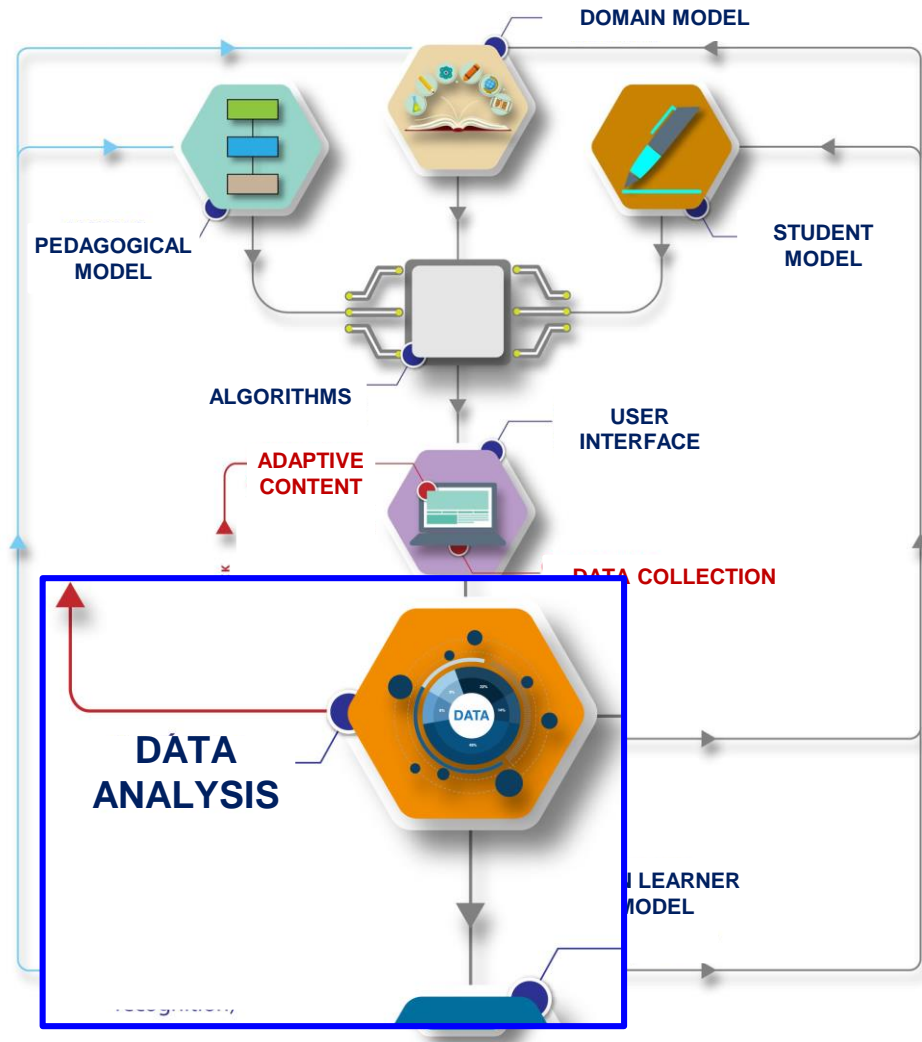 DOMAIN MODEL
PEDAGOGICAL
MODEL
STUDENT
MODEL
ALGORITHMS
USER
INTERFACE
ADAPTIVE
CONTENT
DATA COLLECTION
DATA
DATA
ANALYSIS
LEARNER
MODEL